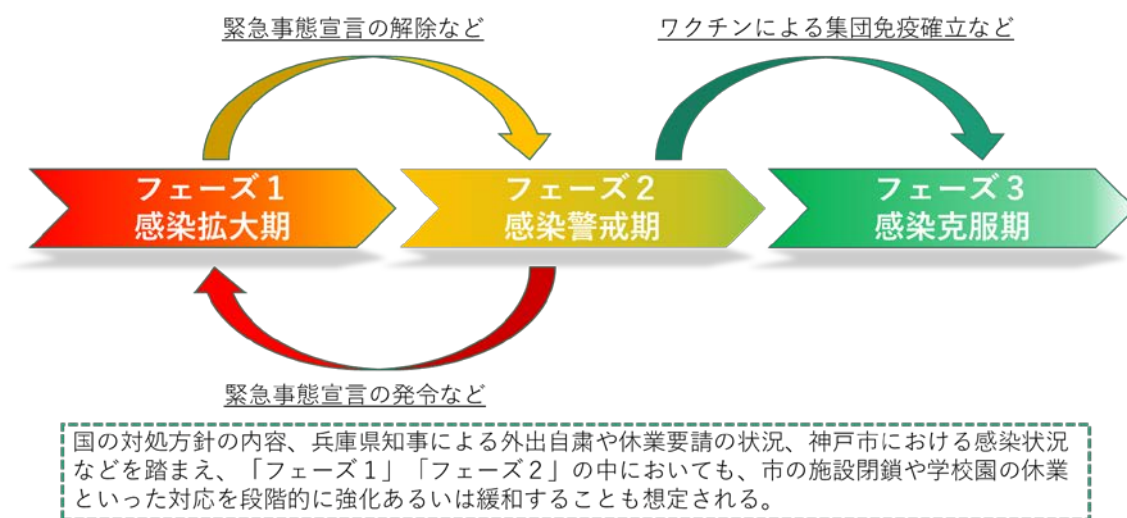 緊急事態宣言の解除など
ワクチンによる集団免疫確立など
フェーズ1
感染拡大期
フェーズ2
感染警戒期
フェーズ3
感染克服期
緊急事態宣言の発令など
国の対処方針の内容、兵庫県知事による外出自粛や休業要請の状況、神戸市における感染状況
などを踏まえ、「フェーズ1」「フェーズ2」の中においても、市の施設閉鎖や学校園の休業
といった対応を段階的に強化あるいは緩和することも想定される。